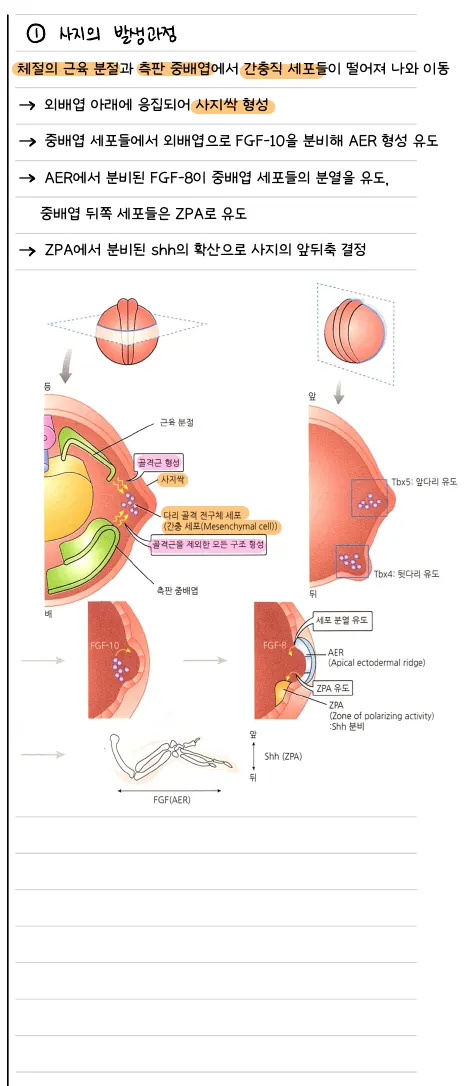 ① 사지의 발생과정
체절의 근육 분절과 측판 중배엽에서 간충직 세포들이 떨어져 나와 이동
→ 외배엽 아래에 응집되어 사지싹 형성
→ 중배엽 세포들에서 외배엽으로 FGF-10을 분비해 AER 형성 유도
→ AER에서 분비된 FGF-8이 중배엽 세포들의 분열을 유도,
중배엽 뒤쪽 세포들은 ZPA로 유도
→ ZPA에서 분비된 shh의 확산으로 사지의 앞뒤축 결정
등
근육 분절
골격근 형성
사지싹
다리 골격 전구체 세포
(간충 세포(Mesenchymal cell))
골격근을 제외한 모든 구조 형성
측판 중배엽
배
앞
Tbx5: 앞다리 유도
Tbx4: 뒷다리 유도
뒤
FGF-10
세포 분열 유도
FGF-8
AER
(Apical ectodermal ridge)
ZPA 유도
ZPA
(Zone of polarizing activity)
:Shh 분비
앞
Shh (ZPA)
뒤
FGF(AER)